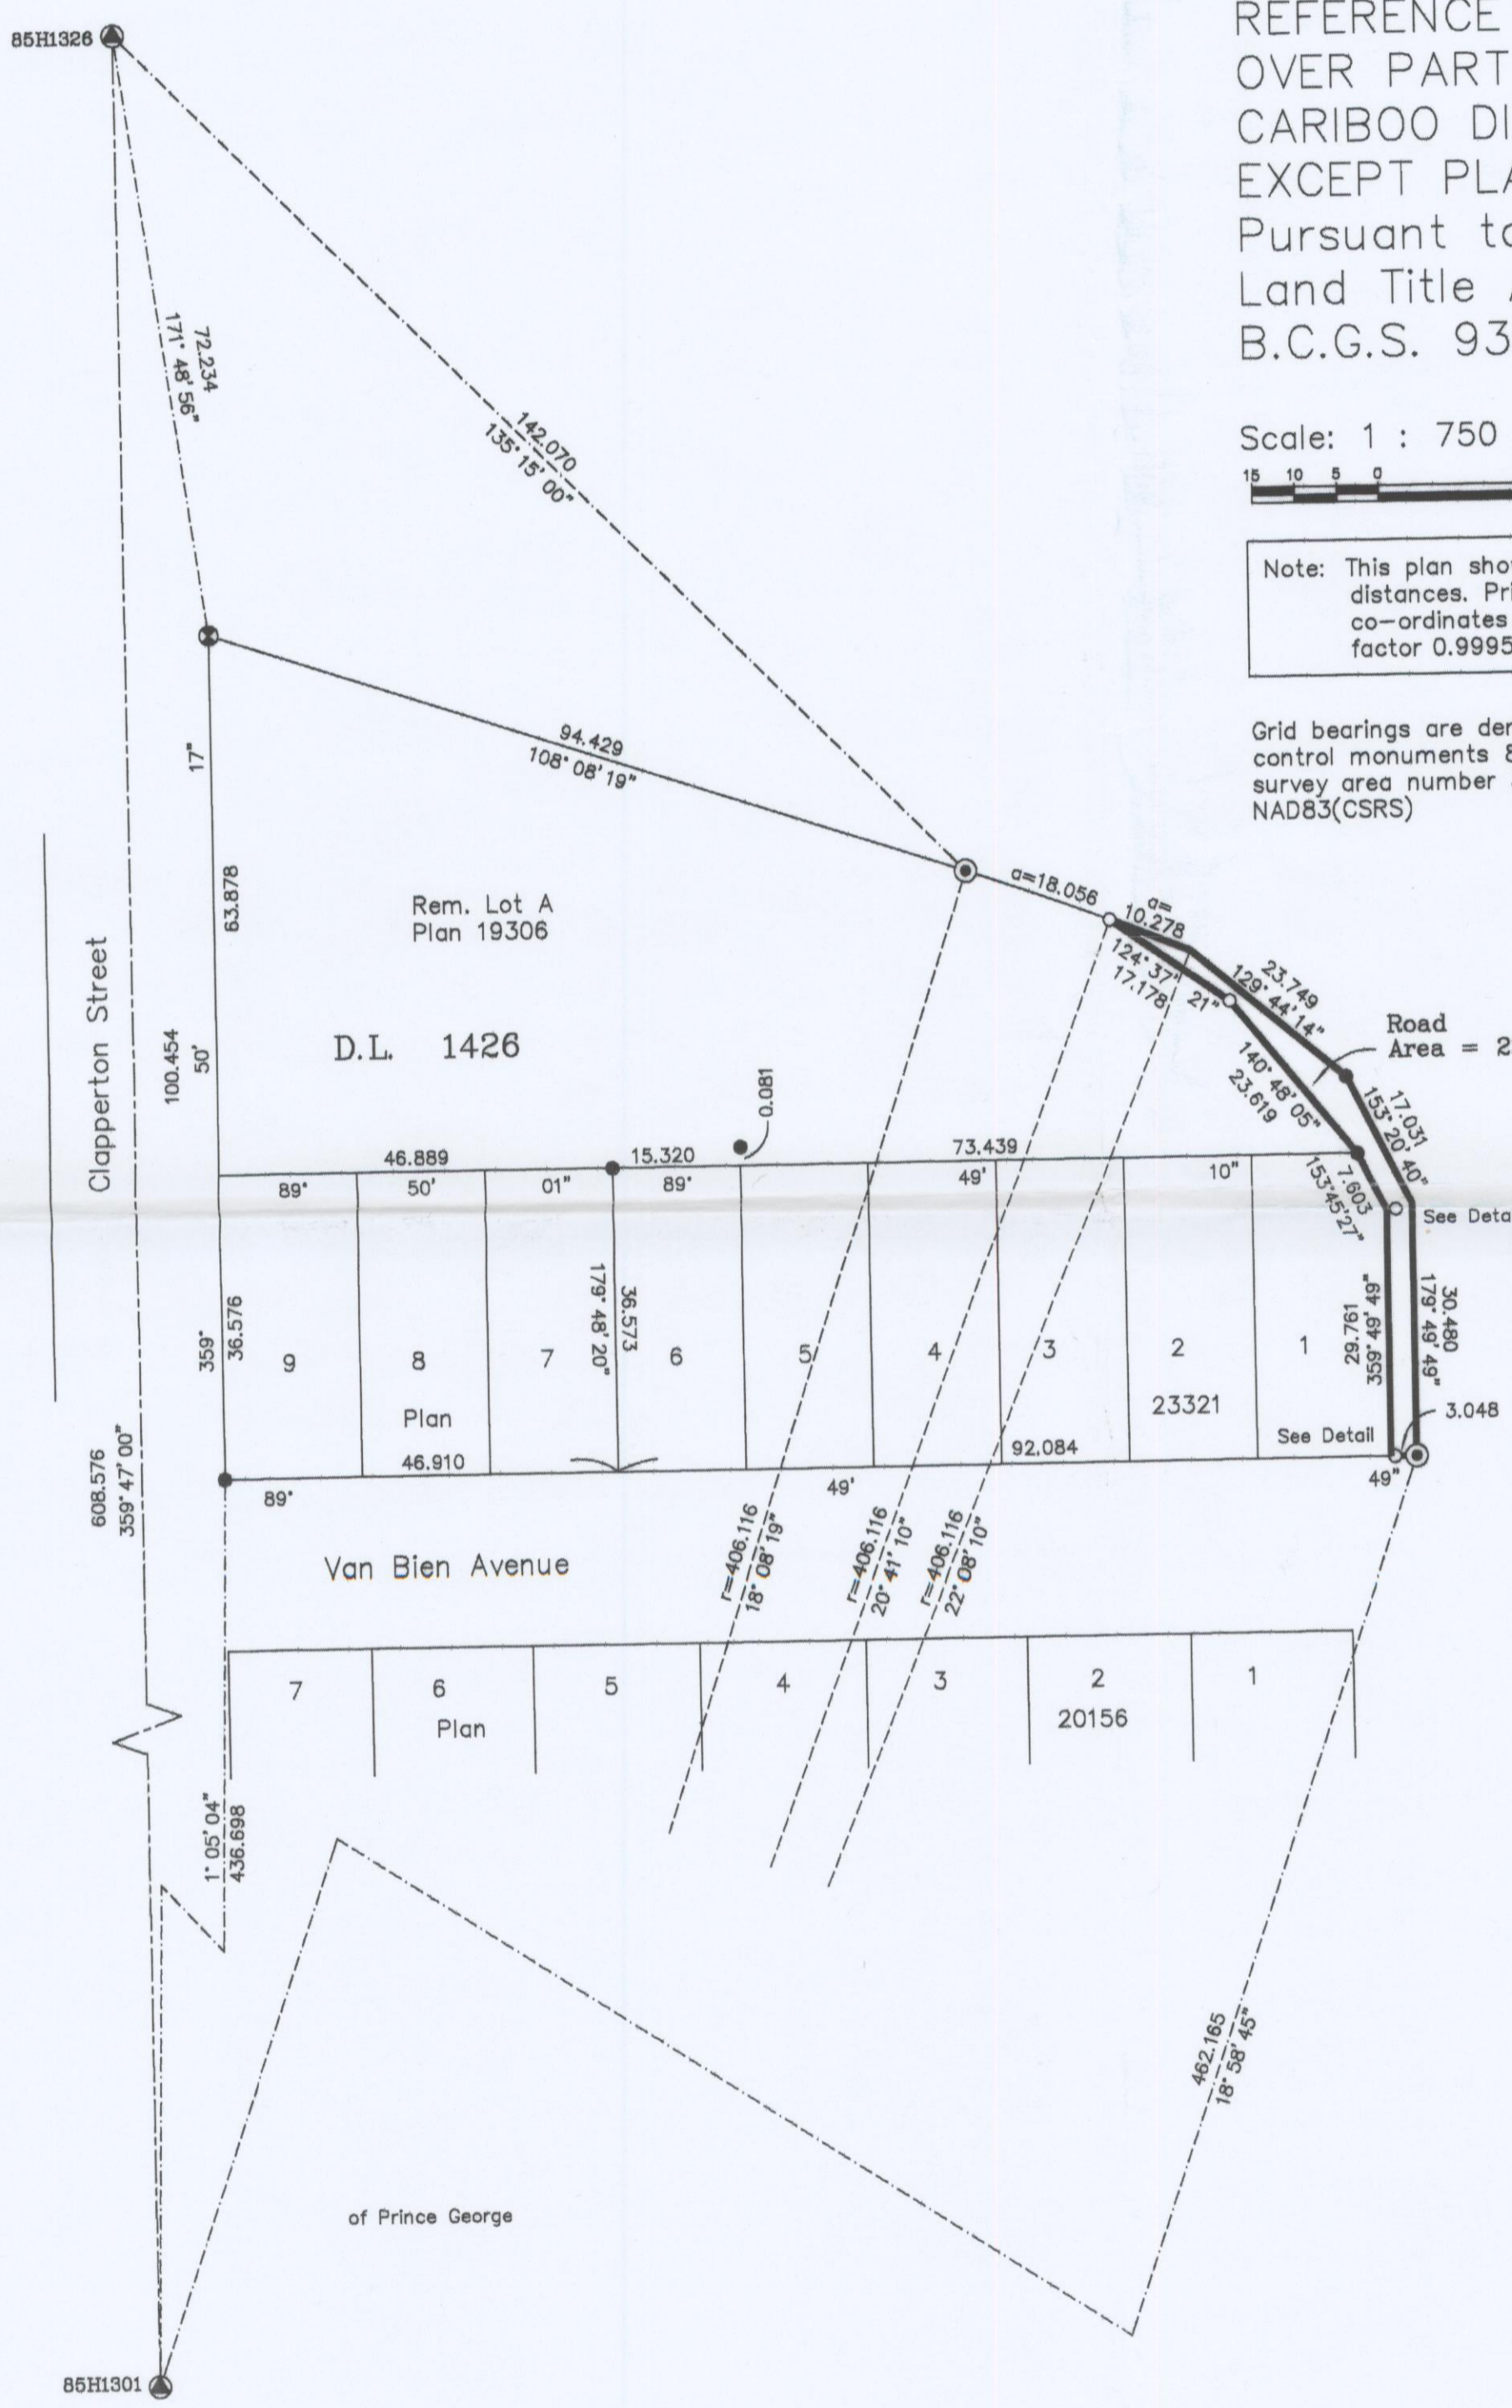 85H1326
REFERENCE
OVER PART
CARIBOO DI
EXCEPT PLA
Pursuant to
Land Title
B.C.G.S. 93
Scale: 1 : 750
15 10 5 0
Note: This plan sho
distances. Pri
co-ordinates
factor 0.9995
Grid bearings are der
control monuments 8
survey area number
NAD83(CSRS)
72.234
171° 48' 56"
142.070
135° 15' 00"
94.429
108° 08' 19"
17"
63.878
Rem. Lot A
Plan 19306
a=18.056
a=
10.278
124° 37' 21"
17.178
23.749
129° 44' 14"
Road
Area = 2
140° 48' 05"
23.619
17.031
153° 20' 40"
7.603
153°45'27"
See Deta
Clapperton Street
100.454
50'
D.L. 1426
0.081
46.889
15.320
73.439
89° 50' 01"
89° 49' 10"
359°
36.576
179° 48' 20"
36.573
9 8 7 6 5 4 3 2 1
Plan
23321
29.761
359° 49' 49"
30.480
179° 49' 49"
3.048
See Detail
46.910
92.084
89° 49' 49"
608.576
359° 47' 00"
Van Bien Avenue
r=406.116
18° 08' 19"
r=406.116
20° 41' 10"
r=406.116
22° 08' 10"
7 6 5 4 3 2 1
Plan
20156
1° 05' 04"
436.698
462.165
18° 58' 45"
of Prince George
85H1301